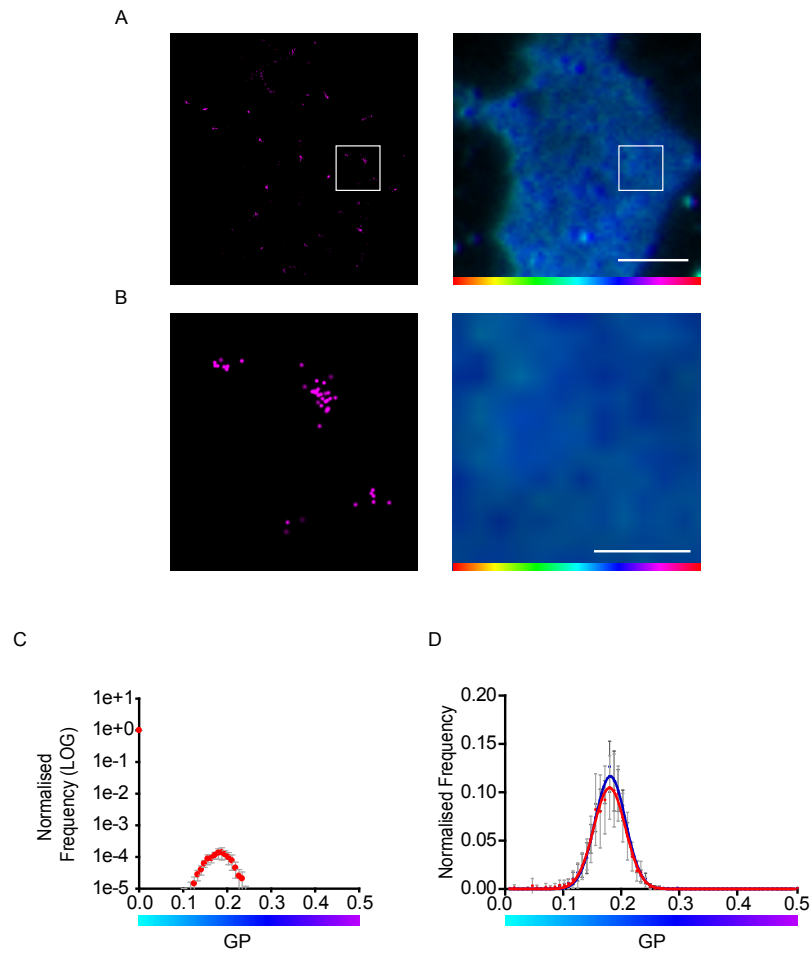 A
B
C
D
Normalised
Frequency (LOG)
1e+1
1e+0
1e-1
1e-2
1e-3
1e-4
1e-5
0.0 0.1 0.2 0.3 0.4 0.5
GP
Normalised Frequency
0.20
0.15
0.10
0.05
0.00
0.0 0.1 0.2 0.3 0.4 0.5
GP